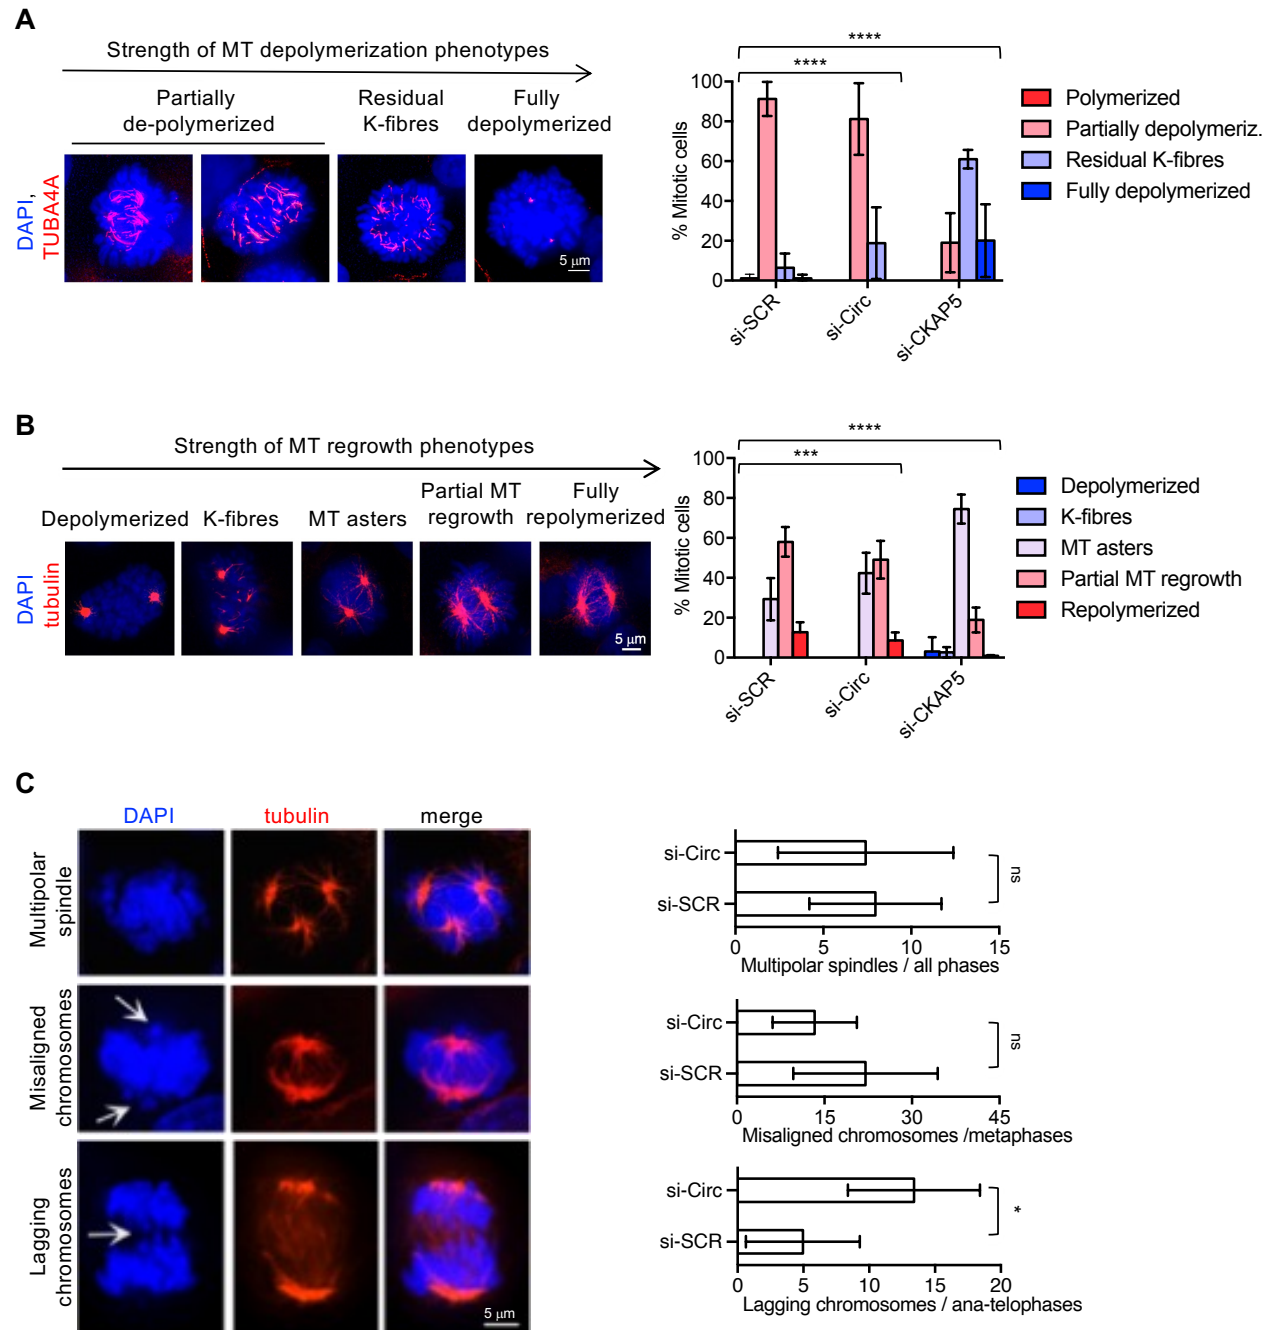 A
Strength of MT depolymerization phenotypes
Partially
de-polymerized
Residual
K-fibres
Fully
depolymerized
DAPI,
TUBA4A
5 µm
****
****
100
80
60
40
20
0
% Mitotic cells
si-SCR
si-Circ
si-CKAP5
Polymerized
Partially depolymeriz.
Residual K-fibres
Fully depolymerized
B
Strength of MT regrowth phenotypes
Depolymerized
K-fibres
MT asters
Partial MT
regrowth
Fully
repolymerized
DAPI
tubulin
5 µm
****
***
100
80
60
40
20
0
% Mitotic cells
si-SCR
si-Circ
si-CKAP5
Depolymerized
K-fibres
MT asters
Partial MT regrowth
Repolymerized
C
DAPI
tubulin
merge
Multipolar
spindle
Misaligned
chromosomes
Lagging
chromosomes
5 µm
si-Circ
si-SCR
ns
0 5 10 15
Multipolar spindles / all phases
si-Circ
si-SCR
ns
0 15 30 45
Misaligned chromosomes /metaphases
si-Circ
si-SCR
*
0 5 10 15 20
Lagging chromosomes / ana-telophases